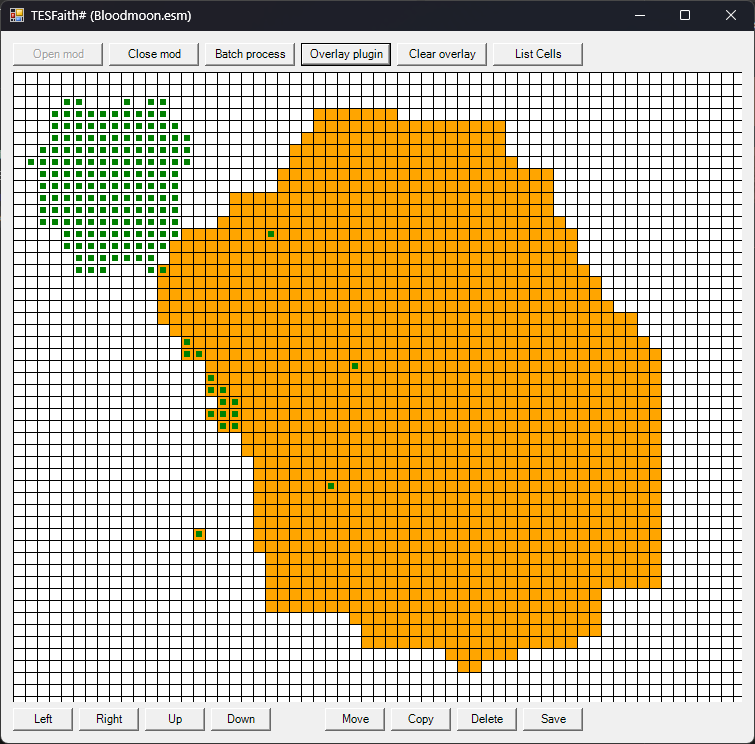 TESFaith# (Bloodmoon.esm)
Open mod Close mod Batch process Overlay plugin Clear overlay List Cells
Left Right Up Down Move Copy Delete Save